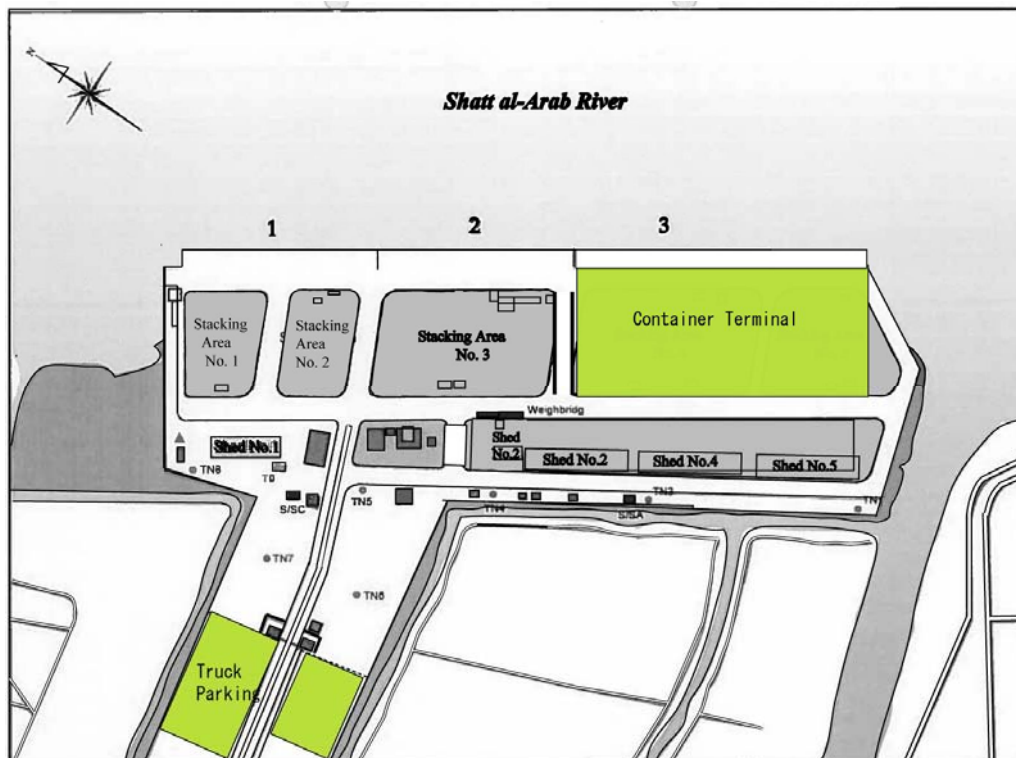 N
Shatt al-Arab River
1
2
3
Stacking
Area
No. 1
Stacking
Area
No. 2
Stacking Area
No. 3
Container Terminal
Weighbridg
Shed No.1
Shed
No.2
Shed No.2
Shed No.4
Shed No.5
TN8
T9
TN5
TN4
TN3
S/SC
S/SA
TN7
TN6
Truck
Parking